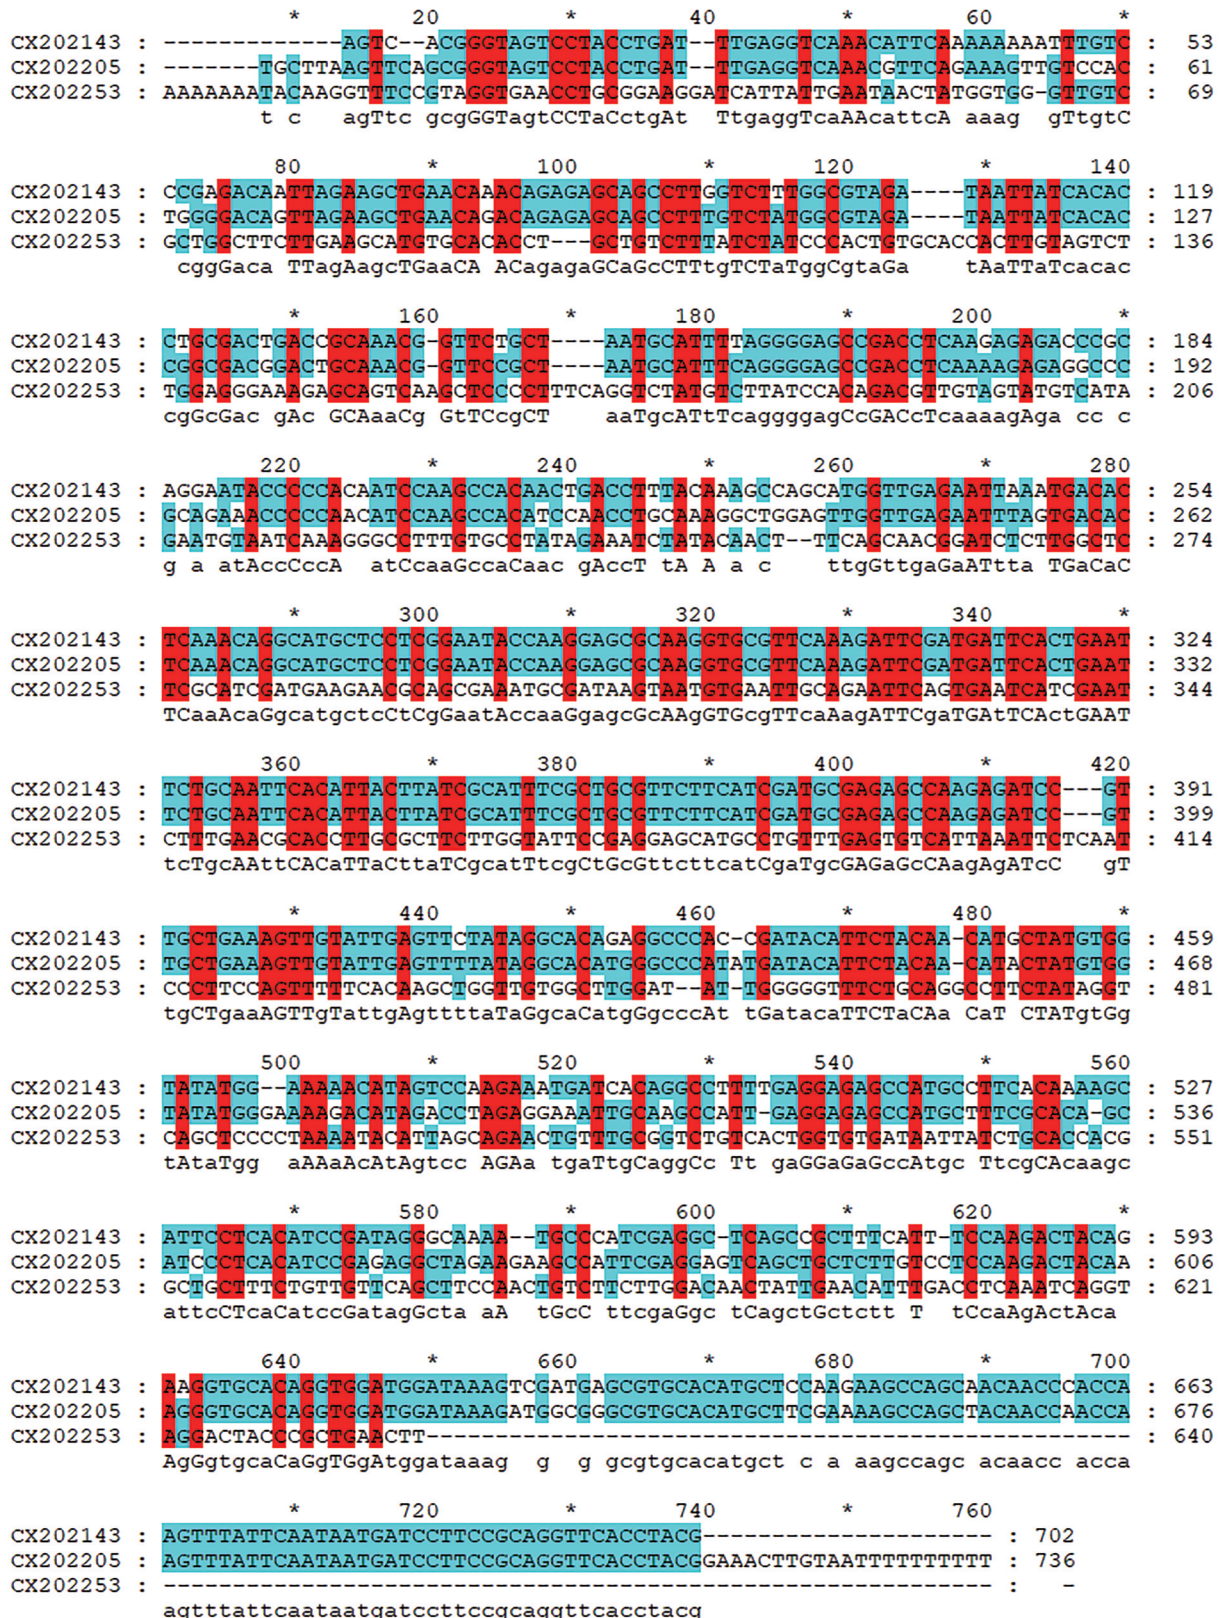 * 20 * 40 * 60 *
CX202143 : -------------AGTC--ACGGGTAGTCCTACCTGAT--TTGAGGTCAAACATTCAAAAAAAATTTGTC : 53
CX202205 : -------TGCTTAAGTTCAGCGGGTAGTCCTACCTGAT--TTGAGGTCAAACGTTCAGAAAGTTGTCCAC : 61
CX202253 : AAAAAAATACAAGGTTTCCGTAGGTGAACCTGCGGAAGGATCATTATTGAATAACTATGGTGG-GTTGTC : 69
t c agTtc gcgGGTagtCCTaCctgAt TtgaggtcaAAcattcA aaag gTtgtC
80 * 100 * 120 * 140
CX202143 : CCGAGACAATTAGAAGCTGAACAAACAGAGAGCAGCCTTGGTCTTTGGCGTAGA----TAATTATCACAC : 119
CX202205 : TGGGGACAGTTAGAAGCTGAACAGACAGAGAGCAGCCTTTGTCTATGGCGTAGA----TAATTATCACAC : 127
CX202253 : GCTGGCTTCTTGAAGCATGTGCACACCT---GCTGTCTTTATCTATCCCACTGTGCACCACTTGTAGTCT : 136
cggGaca TTagAagcTGaaCA ACagagaGCaGcCTTtgTCTaTggCgtaGa tAaTTaTcacac
* 160 * 180 * 200 *
CX202143 : CTGCGACTGACCGCAAACG-GTTCTGCT----AATGCATTTTAGGGGAGCCGACCTCAAGAGAGACCCGC : 184
CX202205 : CGGCGACGGACTGCAAACG-GTTCCGCT----AATGCATTTCAGGGGAGCCGACCTCAAAAGAGAGGCCC : 192
CX202253 : TGGAGGGAAAGAGCAGTCAAGCTCCCCTTTCAGGTCTATGTCTTATCCACAGACGTTGTAGTATGTCATA : 206
cggcGac gAc GCAaaCg GtTCcgCT aaTgcATtTcaggggagCcGACcTcaaaAgAga cc c
220 * 240 * 260 * 280
CX202143 : AGGAATACCCCCACAATCCAAGCCACAACTGACCTTTACAAAGCCAGCATGGTTGAGAATTAAATGACAC : 254
CX202205 : GCAGAAACCCCCAACATCCAAGCCACATCCAACCTGCAAAGGCTGGAGTTGGTTGAGAATTTAGTGACAC : 262
CX202253 : GAATGTAATCAAAGGGCCTTTGTGCCTATAGAAATCTATACAACT--TTCAGCAACGGATCTCTTGGCTC : 274
g a atAccCccA atCcaaGccaCaac gAccT tA A ac ttgGttgaGaATtta TGaCaC
* 300 * 320 * 340 *
CX202143 : TCAAACAGGCATGCTCCTCGGAATACCAAGGAGCGCAAGGTGCGTTCAAAGATTCGATGATTCACTGAAT : 324
CX202205 : TCAAACAGGCATGCTCCTCGGAATACCAAGGAGCGCAAGGTGCGTTCAAAGATTCGATGATTCACTGAAT : 332
CX202253 : TCGCATCGATGAAGAACGCAGCGAAATGCGATAAGTAATGTGAATTGCAGAATTCAGTGAATCATCGAAT : 344
TCaaAcaGgcatgctcCtCgGaatAccaaGgagcgcAAgGTGcgTTcaaAgATTCgaTGAtTCActGAAT
360 * 380 * 400 * 420
CX202143 : TCTGCAATTCACATTACTTATCGCATTTCGCTGCGTTCTTCATCGATGCGAGAGCCAAGAGATCC---GT : 391
CX202205 : TCTGCAATTCACATTACTTATCGCATTTCGCTGCGTTCTTCATCGATGCGAGAGCCAAGAGATCC---GT : 399
CX202253 : CTTTGAACGCACCTTGCGCTTCTTGGTATTCCGAGGAGCATGCCTGTTTGAGTGTCATTAAATTCTCAAT : 414
tcTgcAAttCACaTTaCttaTCgcatTtcgCtGcGttcttcatcGaTgcGAGaGcCAagAgATcC gT
* 440 * 460 * 480 *
CX202143 : TGCTGAAAGTTGTATTGAGTTCTATAGGCACAGAGGCCCAC-CGATACATTCTACAA-CATGCTATGTGG : 459
CX202205 : TGCTGAAAGTTGTATTGAGTTTTATAGGCACATGGGCCCATATGATACATTCTACAA-CATACTATGTGG : 468
CX202253 : CCCTTCCAGTTTTTCACAAGCTGGTTGTGGCTTGGAT--AT-TGGGGGTTTCTGCAGGCCTTCTATAGGT : 481
tgCTgaaAGTTgTattgAgttttaTaGgcacatgGgcccAt tGatacaTTCTaCAa CaT CTATgtGg
500 * 520 * 540 * 560
CX202143 : TATATGG--AAAAACATAGTCCAAGAAATGATCACAGGCCTTTTGAGGAGAGCCATGCCTTCACAAAAGC : 527
CX202205 : TATATGGGAAAAGACATAGACCTAGAGGAAATTGCAAGCCATT-GAGGAGAGCCATGCTTTCGCACA-GC : 536
CX202253 : CAGCTCCCCTAAAATACATTAGCAGAACTGTTTGCGGTCTGTCACTGGTGTGATAATTATCTGCACCACG : 551
tAtaTgg aAAaAcAtAgtcc AGAa tgaTtgCaggCc Tt gaGGaGaGccAtgc TtcgCAcaagc
* 580 * 600 * 620 *
CX202143 : ATTCCTCACATCCGATAGGGCAAAA--TGCCCATCGAGGC-TCAGCCGCTTTCATT-TCCAAGACTACAG : 593
CX202205 : ATCCCTCACATCCGAGAGGCTAGAAGAAGCCATTCGAGGAGTCAGCTGCTCTTGTCCTCCAAGACTACAA : 606
CX202253 : GCTGCTTTCTGTTGTTCAGCTTCCAACTGTCTTCTTGGACAACTATTGAACATTTGACCTCAAATCAGGT : 621
attcCTcaCatccGatagGcta aA tGcC ttcgaGgc tCagctGctctt T tCcaAgActAca
640 * 660 * 680 * 700
CX202143 : AAGGTGCACAGGTGGATGGATAAAGTCGATGAGCGTGCACATGCTCCAAGAAGCCAGCAACAACCCACCA : 663
CX202205 : AGGGTGCACAGGTGGATGGATAAAGATGGCGGGCGTGCACATGCTTCGAAAAGCCAGCTACAACCAACCA : 676
CX202253 : AGGACTACCCGCTGAACTT--------------------------------------------------- : 640
AgGgtgcaCaGgTGgAtggataaag g g gcgtgcacatgct c a aagccagc acaacc acca
* 720 * 740 * 760
CX202143 : AGTTTATTCAATAATGATCCTTCCGCAGGTTCACCTACG--------------------- : 702
CX202205 : AGTTTATTCAATAATGATCCTTCCGCAGGTTCACCTACGGAAACTTGTAATTTTTTTTTT : 736
CX202253 : ------------------------------------------------------------ : -
agtttattcaataatgatccttccgcaggttcacctacg